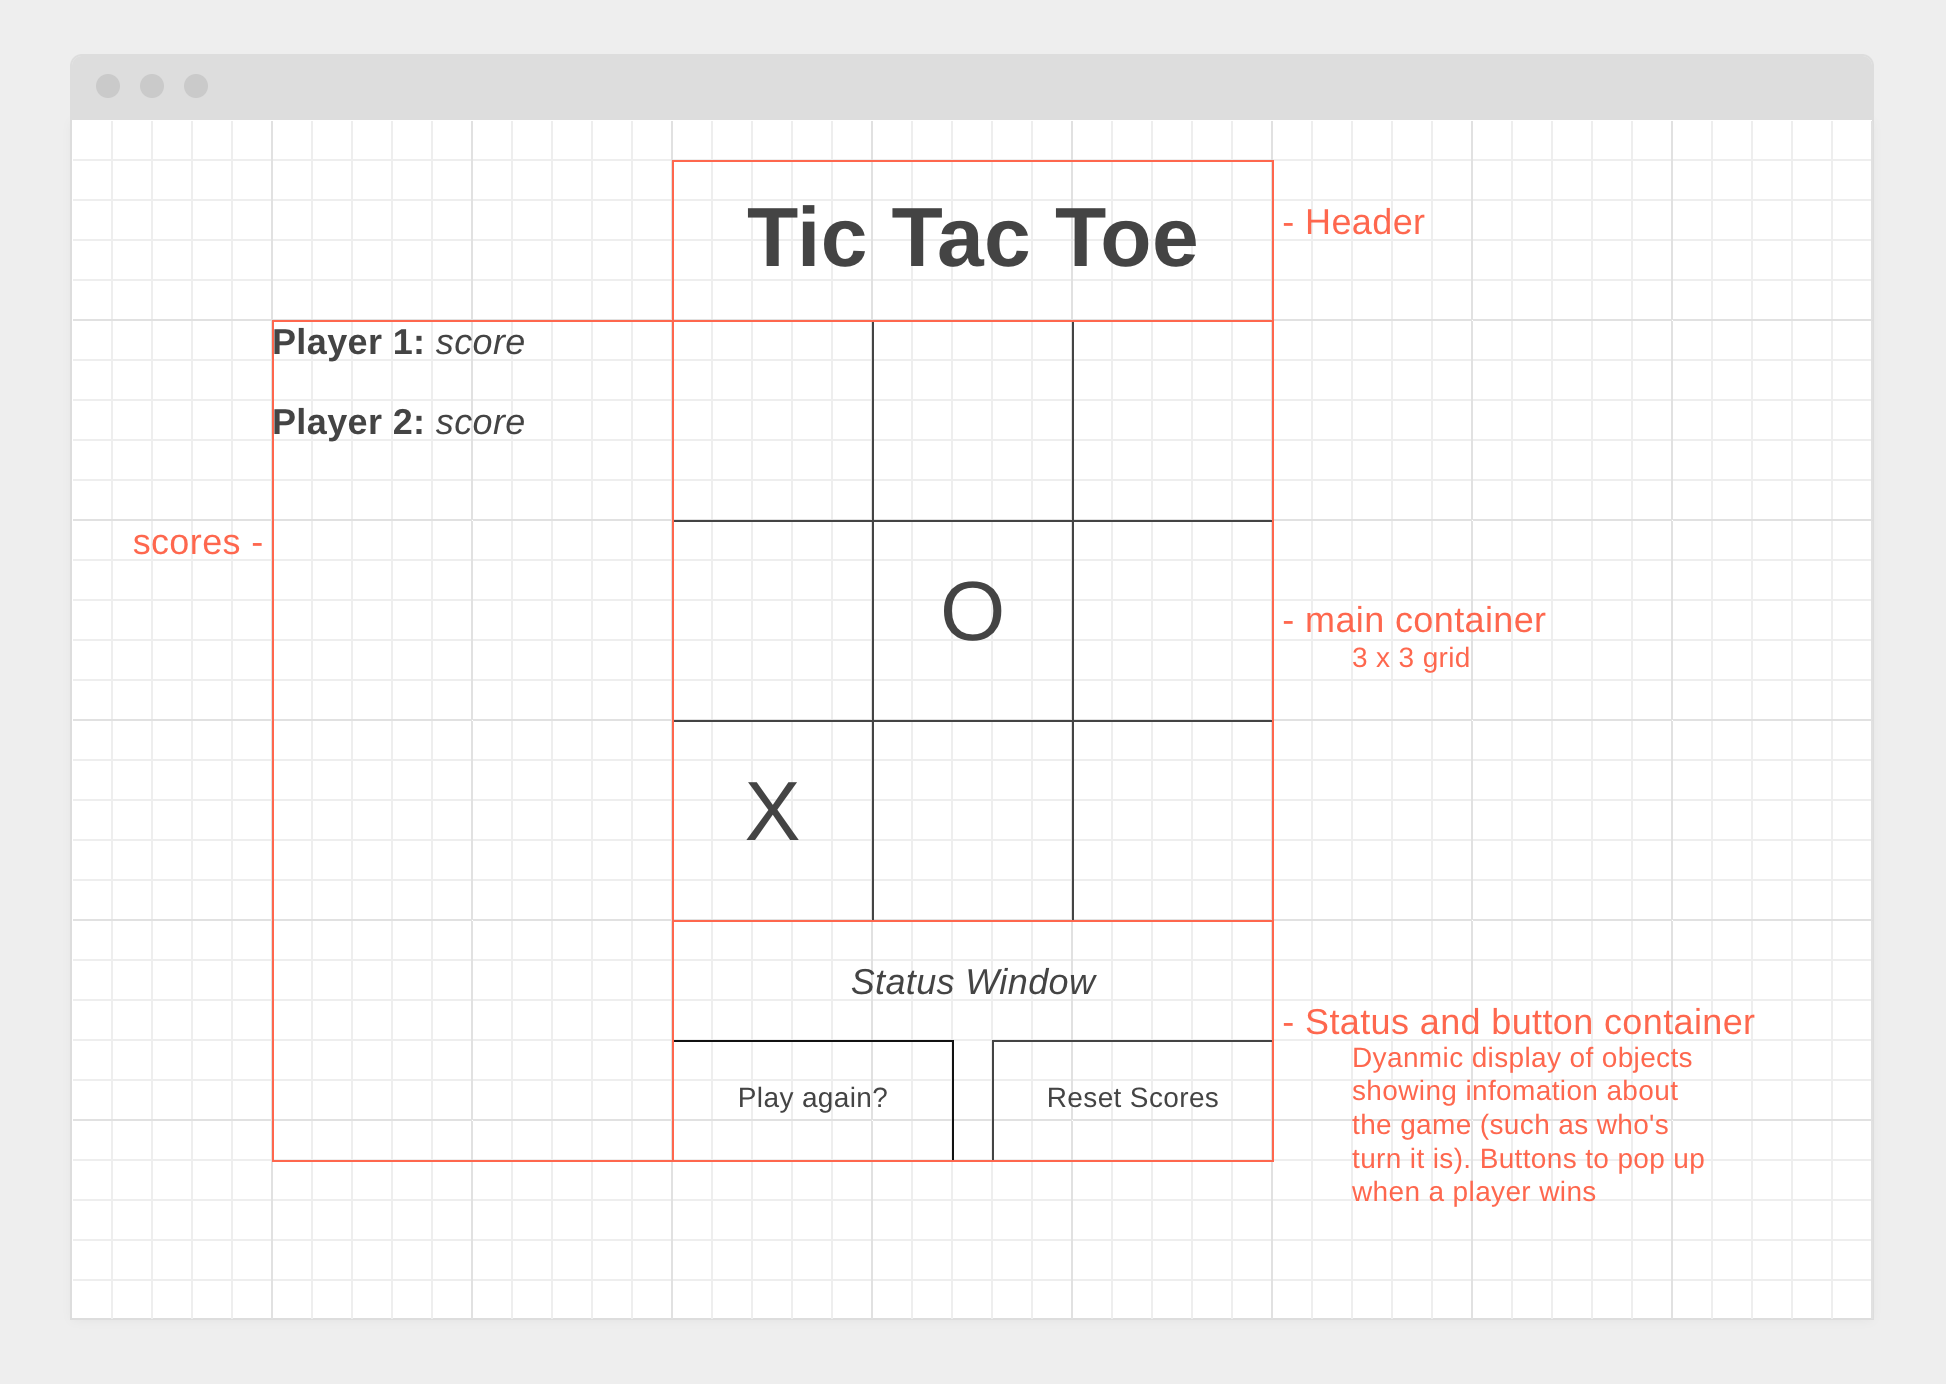 Tic Tac Toe
- Header
Player 1: score
Player 2: score
scores -
O
- main container
3 x 3 grid
X
Status Window
- Status and button container
Dyanmic display of objects
showing infomation about
the game (such as who's
turn it is). Buttons to pop up
when a player wins
Play again?
Reset Scores